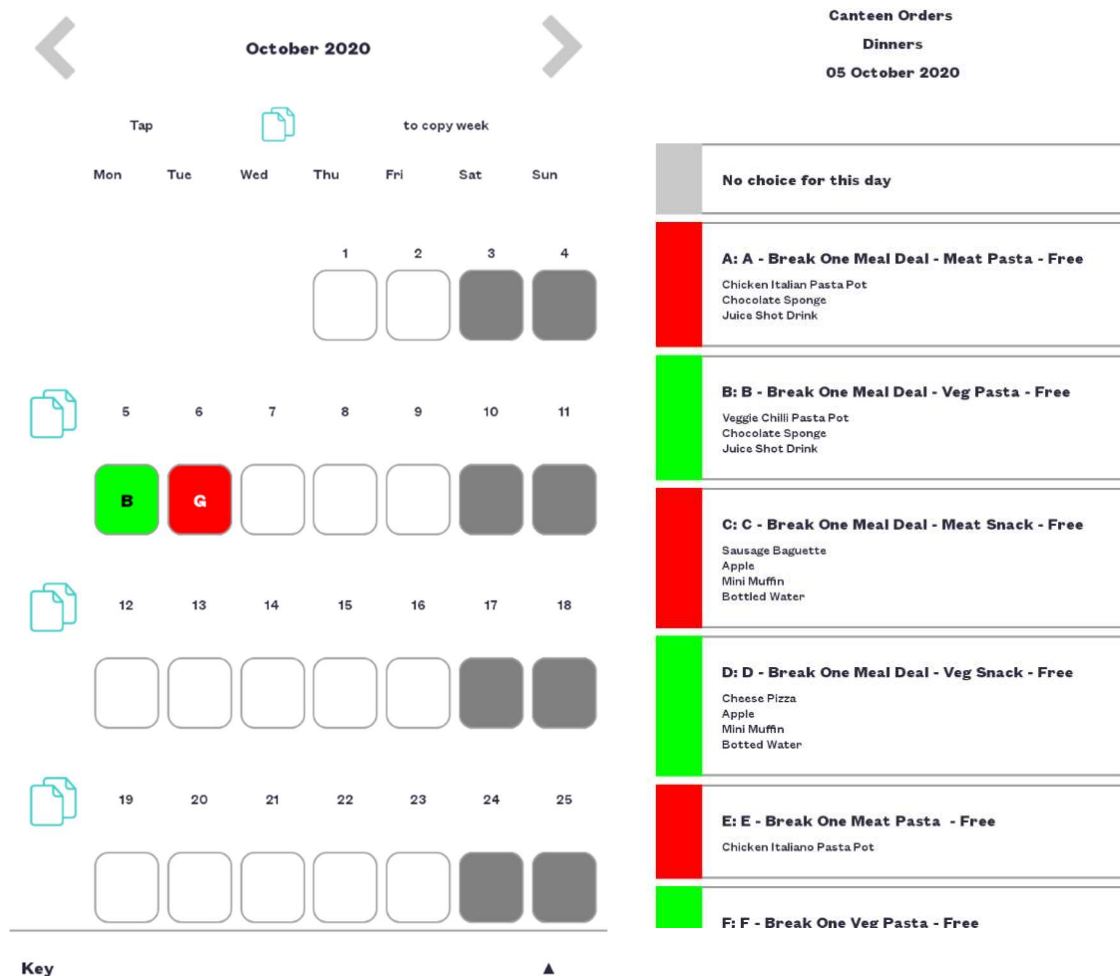 October 2020
Tap to copy week
Mon Tue Wed Thu Fri Sat Sun
1 2 3 4
5 6 7 8 9 10 11
B G
12 13 14 15 16 17 18
19 20 21 22 23 24 25
Key ▲
Canteen Orders
Dinners
05 October 2020
No choice for this day
A: A - Break One Meal Deal - Meat Pasta - Free
Chicken Italian Pasta Pot
Chocolate Sponge
Juice Shot Drink
B: B - Break One Meal Deal - Veg Pasta - Free
Veggie Chilli Pasta Pot
Chocolate Sponge
Juice Shot Drink
C: C - Break One Meal Deal - Meat Snack - Free
Sausage Baguette
Apple
Mini Muffin
Bottled Water
D: D - Break One Meal Deal - Veg Snack - Free
Cheese Pizza
Apple
Mini Muffin
Botted Water
E: E - Break One Meat Pasta - Free
Chicken Italiano Pasta Pot
F: F - Break One Veg Pasta - Free